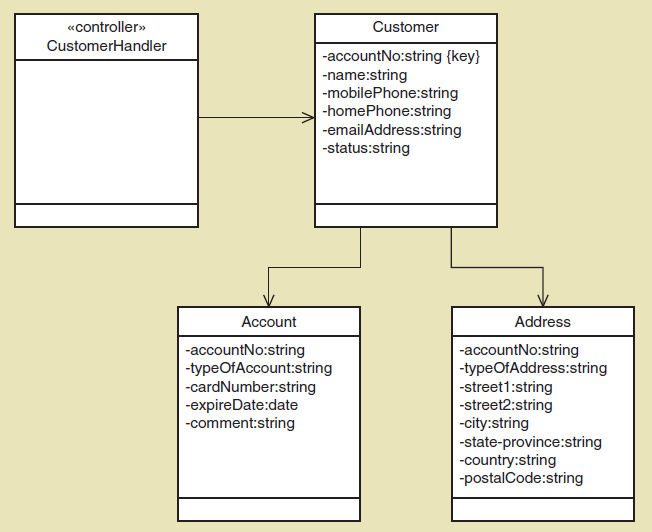 «controller»
CustomerHandler
Customer
-accountNo:string {key}
-name:string
-mobilePhone:string
-homePhone:string
-emailAddress:string
-status:string
Account
-accountNo:string
-typeOfAccount:string
-cardNumber:string
-expireDate:date
-comment:string
Address
-accountNo:string
-typeOfAddress:string
-street1:string
-street2:string
-city:string
-state-province:string
-country:string
-postalCode:string